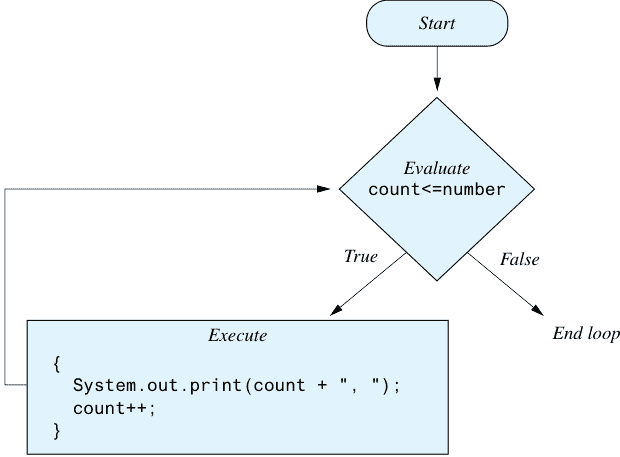 Start
Evaluate
count<=number
True
False
End loop
Execute
{
System.out.print(count + ", ");
count++;
}